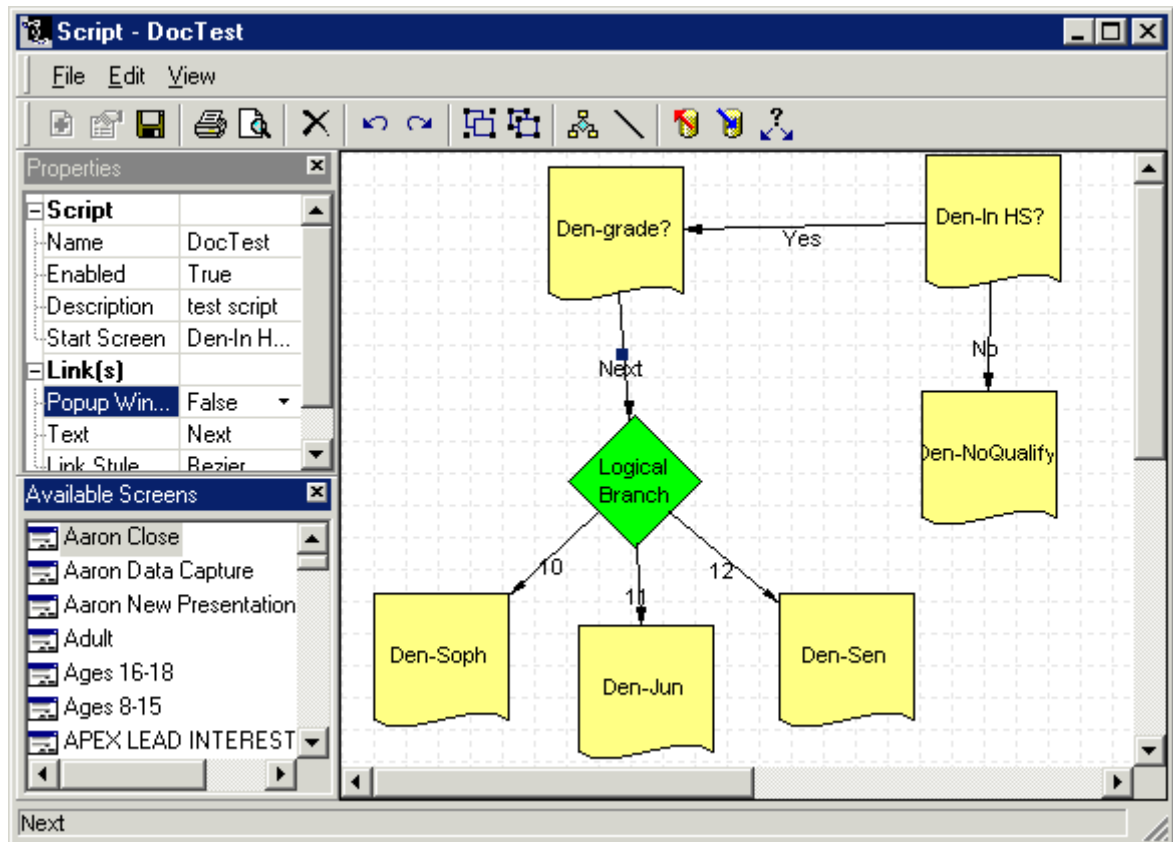 Script - DocTest
File Edit View
Properties
Script
Name DocTest
Enabled True
Description test script
Start Screen Den-In H...
Link(s)
Popup Win... False
Text Next
Link Style Bezier
Available Screens
Aaron Close
Aaron Data Capture
Aaron New Presentation
Adult
Ages 16-18
Ages 8-15
APEX LEAD INTEREST
Den-grade?
Yes
Den-In HS?
Next
No
Den-NoQualify
Logical
Branch
10
11
12
Den-Soph
Den-Jun
Den-Sen
Next